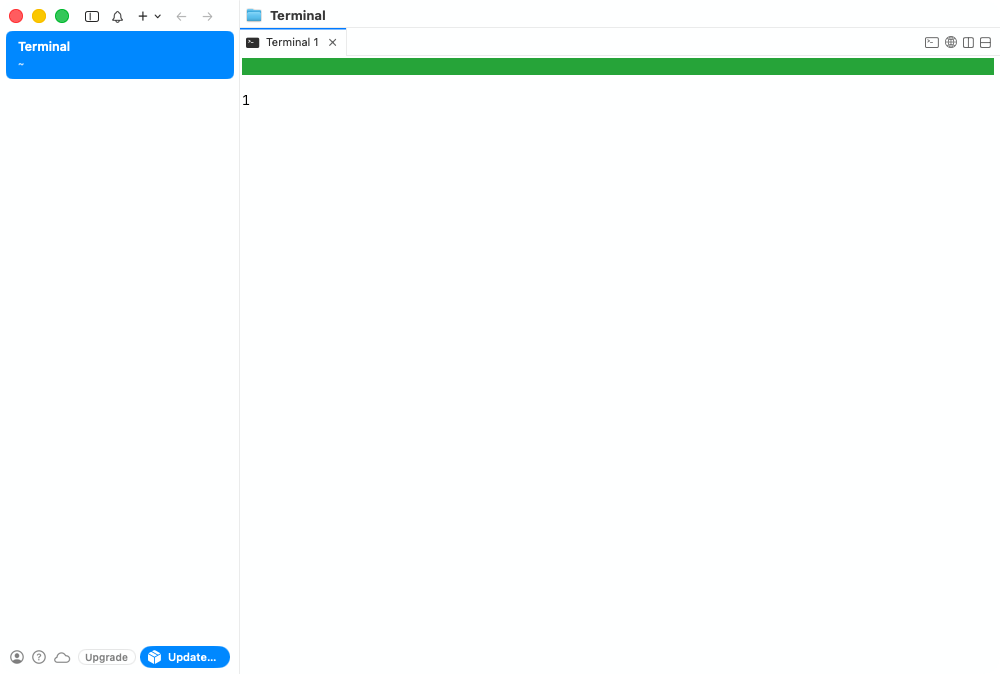 Terminal
Terminal
~
Terminal 1
1
Upgrade
Update...